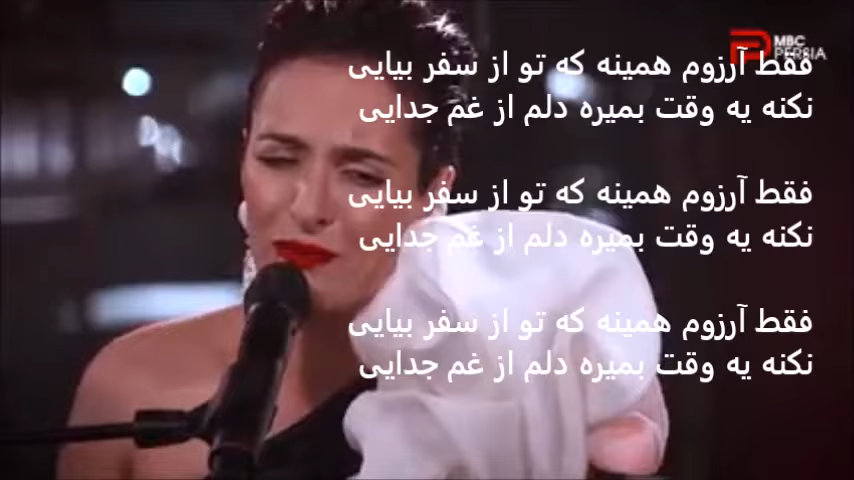 MBC
PERSIA
فقط آرزوم همینه که تو از سفر بیایی
نکنه یه وقت بمیره دلم از غم جدایی
فقط آرزوم همینه که تو از سفر بیایی
نکنه یه وقت بمیره دلم از غم جدایی
فقط آرزوم همینه که تو از سفر بیایی
نکنه یه وقت بمیره دلم از غم جدایی